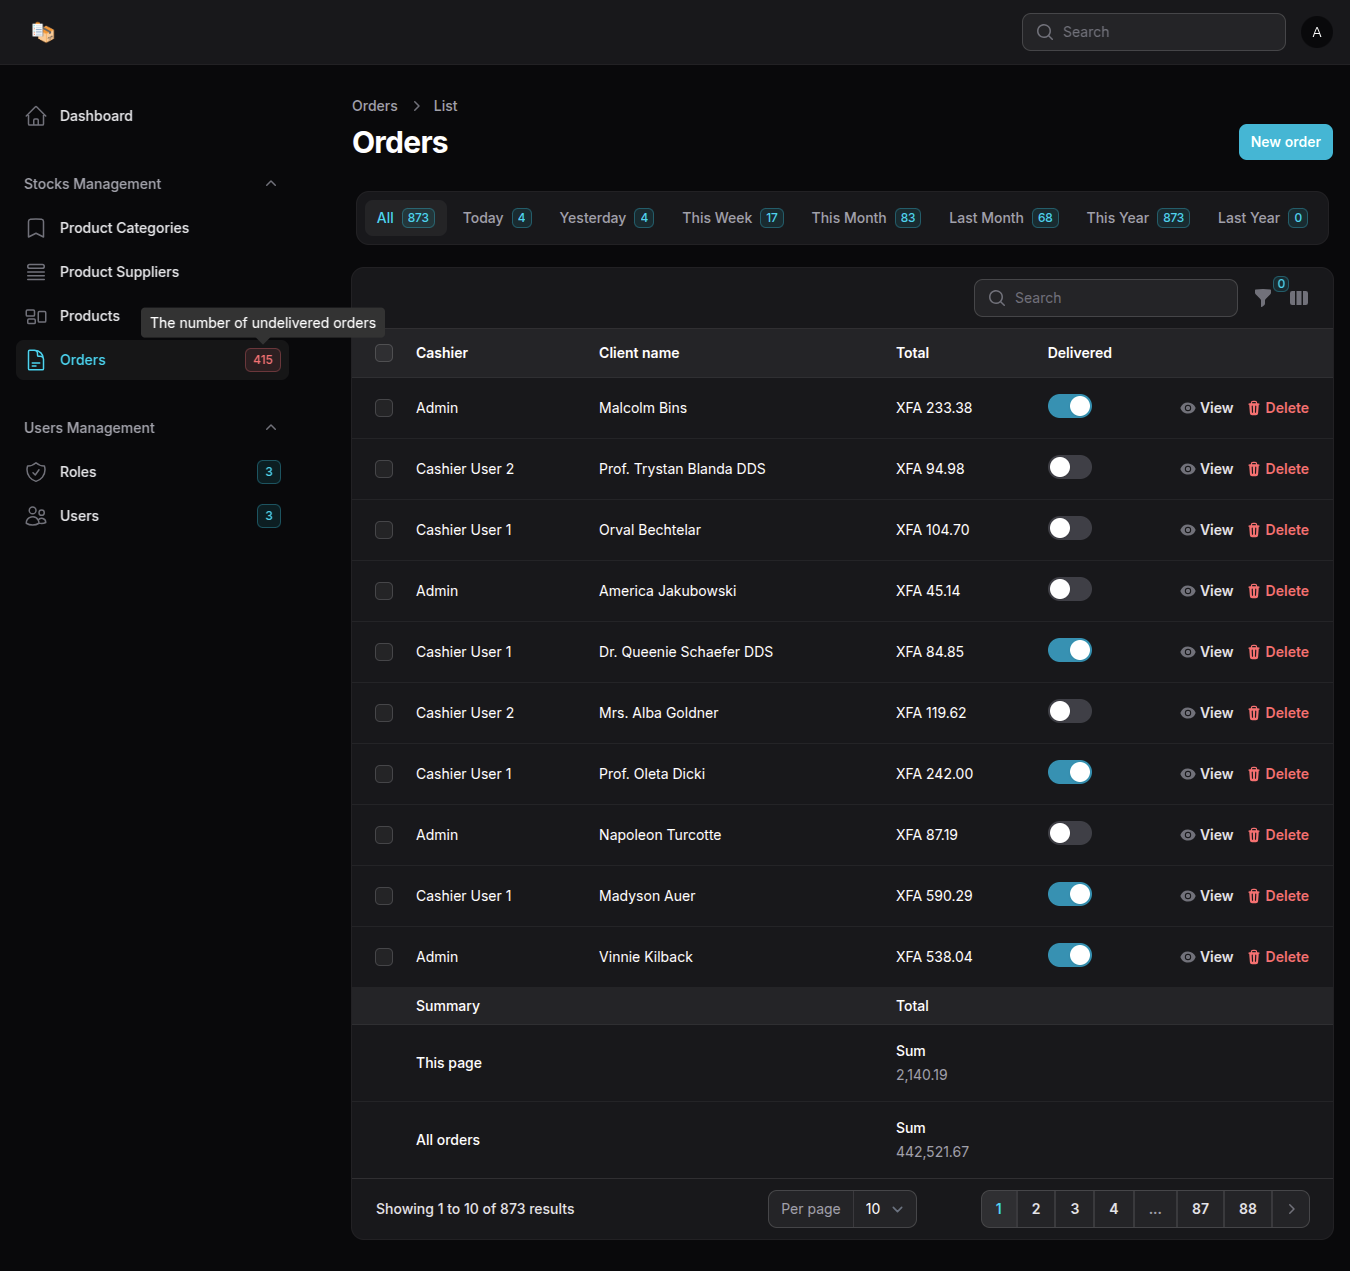 Search
A
Dashboard
Stocks Management
Product Categories
Product Suppliers
Products
The number of undelivered orders
Orders 415
Users Management
Roles 3
Users 3
Orders > List
Orders
New order
All 873 Today 4 Yesterday 4 This Week 17 This Month 83 Last Month 68 This Year 873 Last Year 0
Search 0
Cashier Client name Total Delivered
Admin Malcolm Bins XFA 233.38 View Delete
Cashier User 2 Prof. Trystan Blanda DDS XFA 94.98 View Delete
Cashier User 1 Orval Bechtelar XFA 104.70 View Delete
Admin America Jakubowski XFA 45.14 View Delete
Cashier User 1 Dr. Queenie Schaefer DDS XFA 84.85 View Delete
Cashier User 2 Mrs. Alba Goldner XFA 119.62 View Delete
Cashier User 1 Prof. Oleta Dicki XFA 242.00 View Delete
Admin Napoleon Turcotte XFA 87.19 View Delete
Cashier User 1 Madyson Auer XFA 590.29 View Delete
Admin Vinnie Kilback XFA 538.04 View Delete
Summary Total
This page Sum
2,140.19
All orders Sum
442,521.67
Showing 1 to 10 of 873 results Per page 10 1 2 3 4 ... 87 88